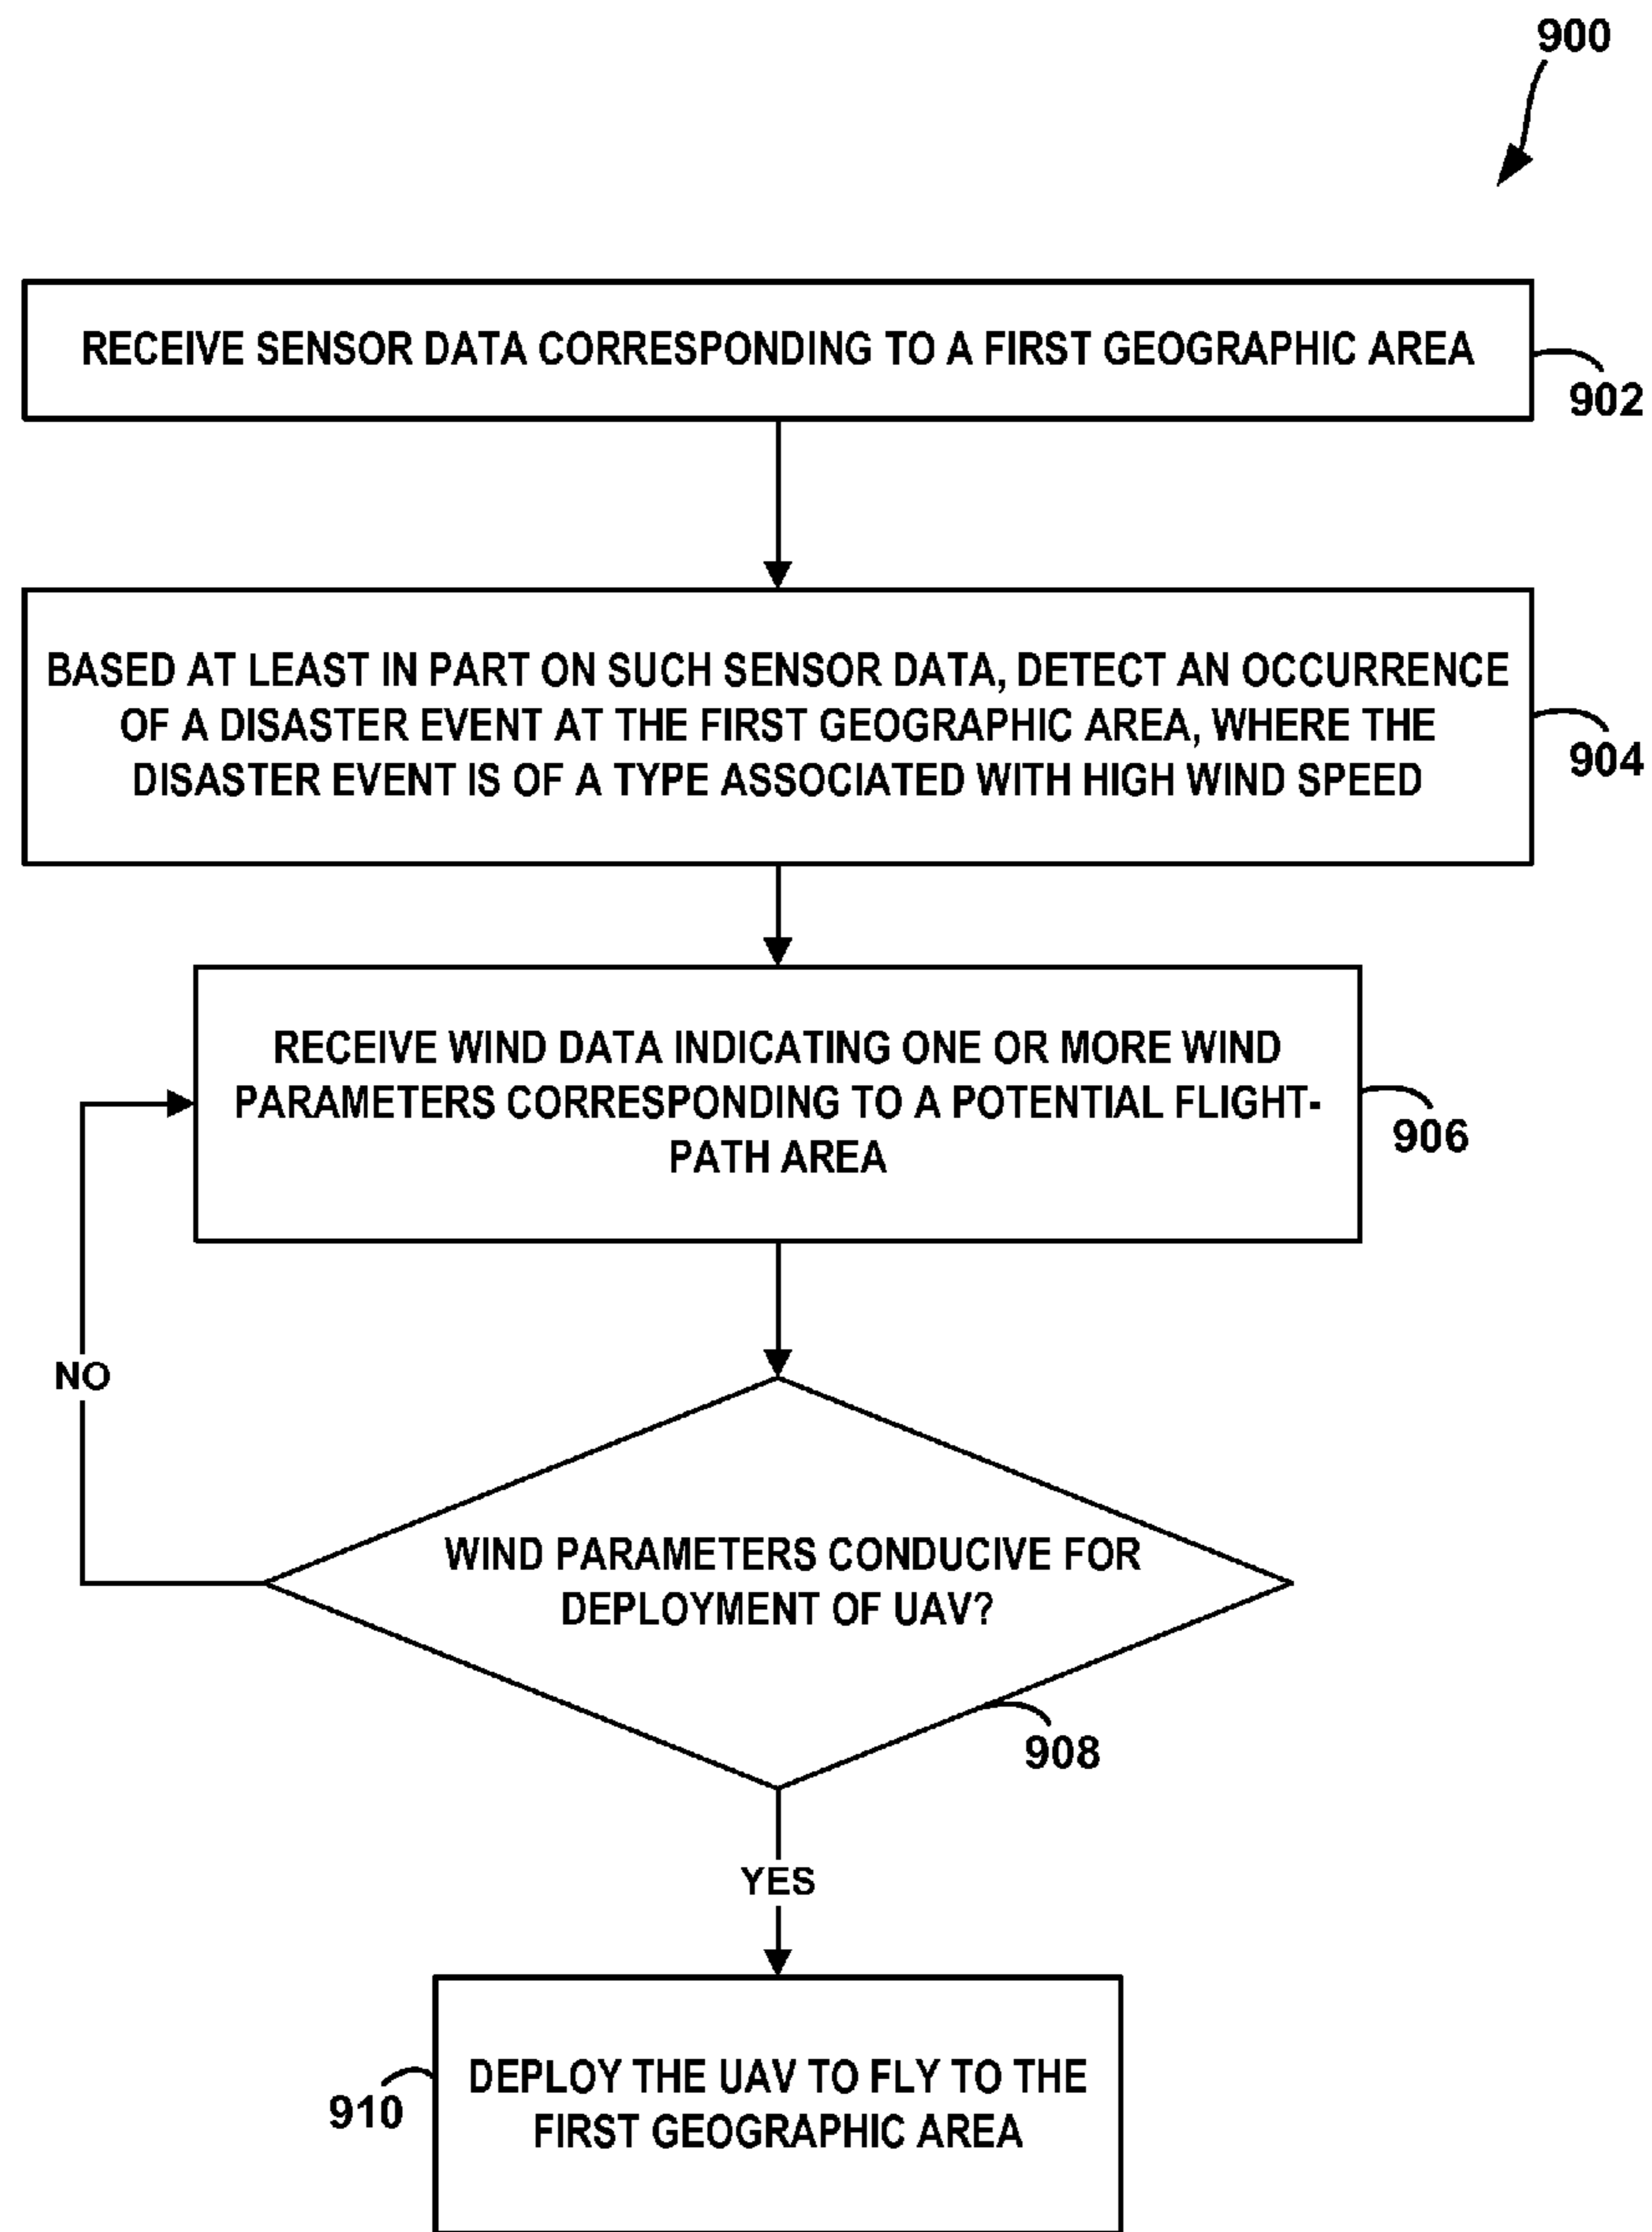 900
RECEIVE SENSOR DATA CORRESPONDING TO A FIRST GEOGRAPHIC AREA
902
BASED AT LEAST IN PART ON SUCH SENSOR DATA, DETECT AN OCCURRENCE
OF A DISASTER EVENT AT THE FIRST GEOGRAPHIC AREA, WHERE THE
DISASTER EVENT IS OF A TYPE ASSOCIATED WITH HIGH WIND SPEED
904
RECEIVE WIND DATA INDICATING ONE OR MORE WIND
PARAMETERS CORRESPONDING TO A POTENTIAL FLIGHT-
PATH AREA
906
NO
WIND PARAMETERS CONDUCIVE FOR
DEPLOYMENT OF UAV?
908
YES
DEPLOY THE UAV TO FLY TO THE
FIRST GEOGRAPHIC AREA
910